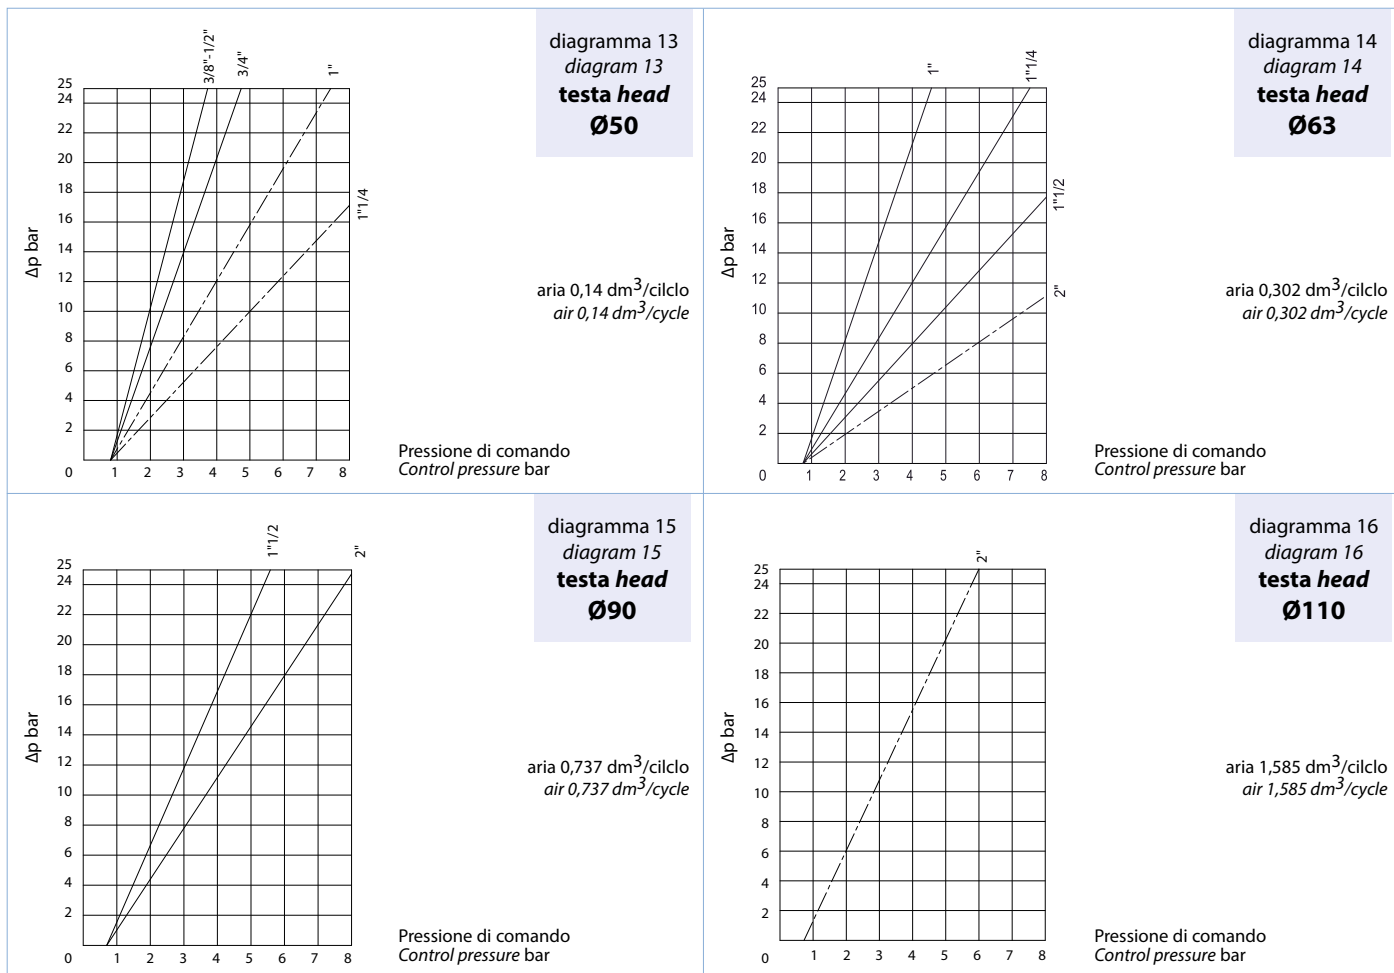 3/8"-1/2"
3/4"
1"
diagramma 13
diagram 13
testa head
Ø50
25
24
22
20
18
16
14
12
10
8
6
4
2
0
1 2 3 4 5 6 7 8
Δp bar
1"1/4
aria 0,14 dm3/cilclo
air 0,14 dm3/cycle
Pressione di comando
Control pressure bar
1"
1"1/4
diagramma 14
diagram 14
testa head
Ø63
25
24
22
20
18
16
14
12
10
8
6
4
2
0
1 2 3 4 5 6 7 8
Δp bar
1"1/2
2"
aria 0,302 dm3/cilclo
air 0,302 dm3/cycle
Pressione di comando
Control pressure bar
1"1/2
2"
diagramma 15
diagram 15
testa head
Ø90
25
24
22
20
18
16
14
12
10
8
6
4
2
0
1 2 3 4 5 6 7 8
Δp bar
aria 0,737 dm3/cilclo
air 0,737 dm3/cycle
Pressione di comando
Control pressure bar
2"
diagramma 16
diagram 16
testa head
Ø110
25
24
22
20
18
16
14
12
10
8
6
4
2
0
1 2 3 4 5 6 7 8
Δp bar
aria 1,585 dm3/cilclo
air 1,585 dm3/cycle
Pressione di comando
Control pressure bar